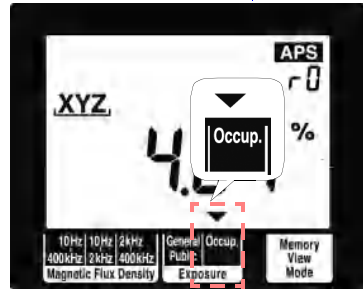 APS
r0
XYZ
%
Occup.
10Hz 10Hz 2kHz General Occup.
400kHz 2kHz 400kHz Public
Magnetic Flux Density Exposure
Memory
View
Mode